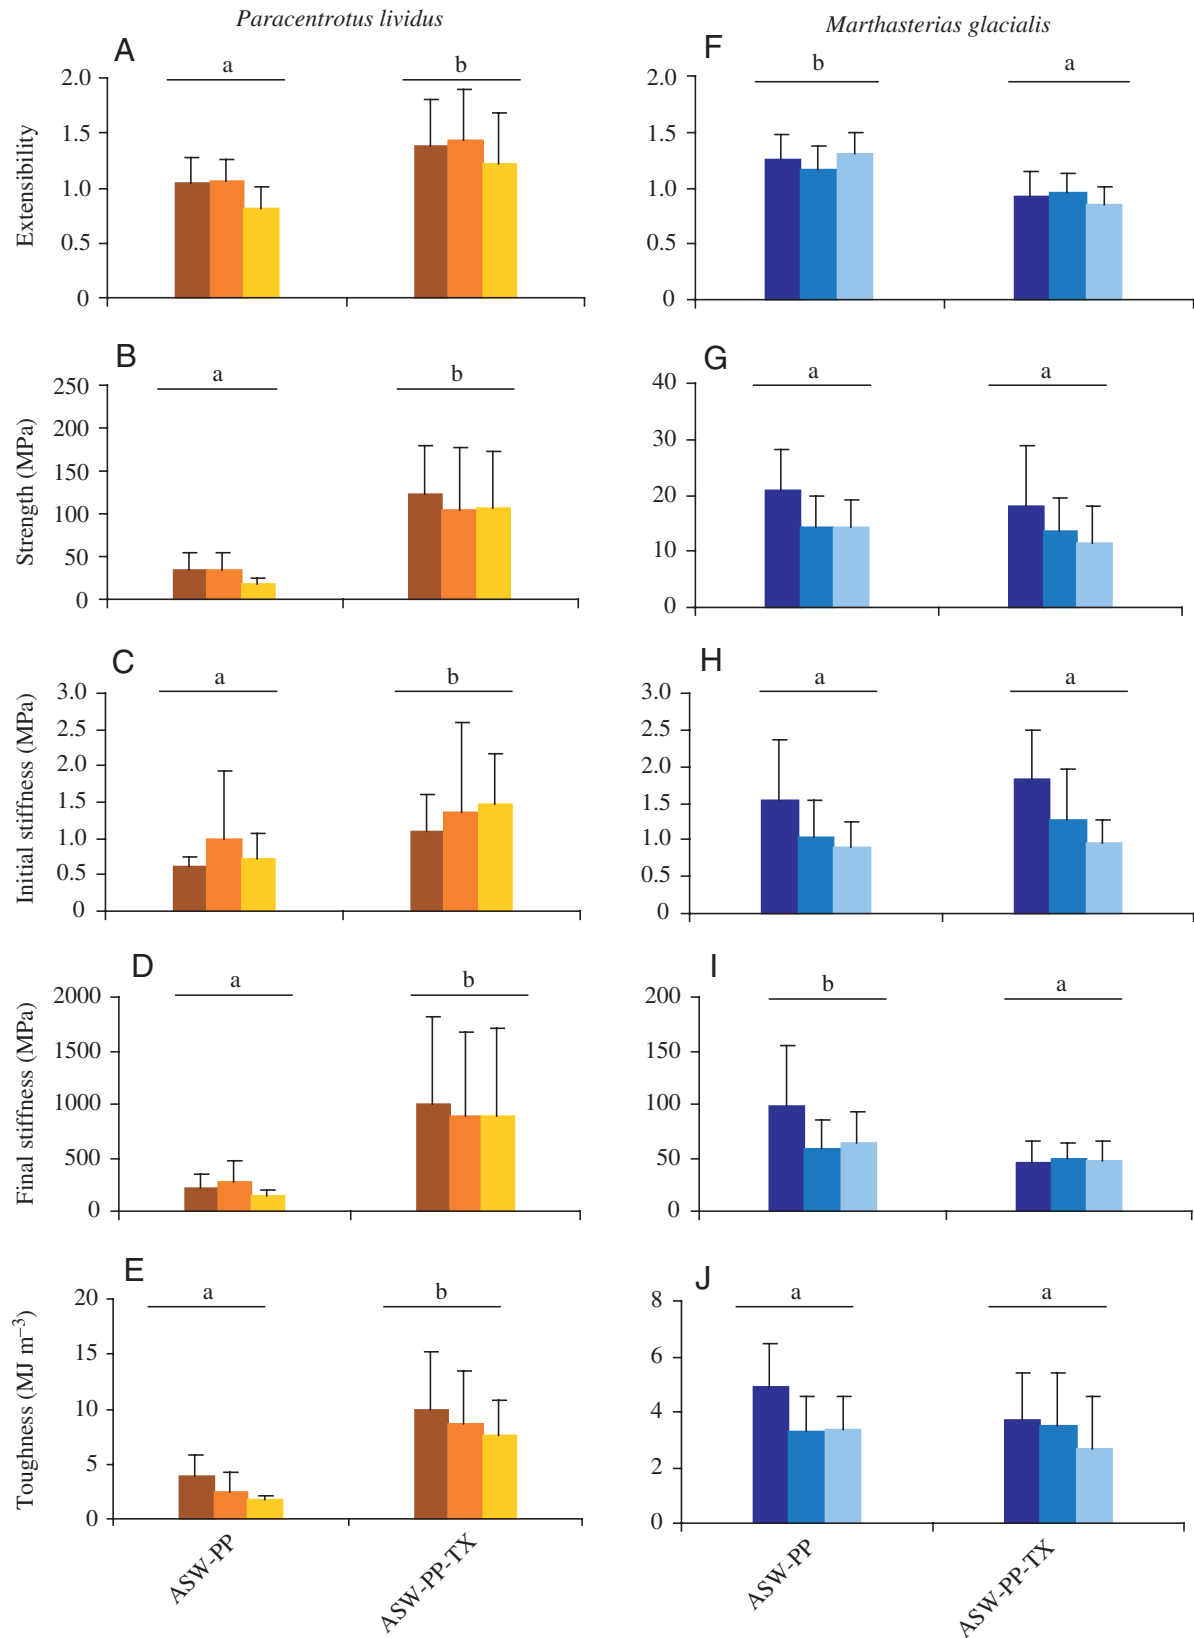 Paracentrotus lividus
Marthasterias glacialis
A
a
b
2.0
1.5
1.0
0.5
0
Extensibility
F
b
a
2.0
1.5
1.0
0.5
0
B
a
b
250
200
150
100
50
0
Strength (MPa)
G
a
a
40
30
20
10
0
C
a
b
3.0
2.5
2.0
1.5
1.0
0.5
0
Initial stiffness (MPa)
H
a
a
3.0
2.5
2.0
1.5
1.0
0.5
0
D
a
b
2000
1500
1000
500
0
Final stiffness (MPa)
I
b
a
200
150
100
50
0
E
a
b
20
15
10
5
0
Toughness (MJ m⁻³)
J
a
a
8
6
4
2
0
ASW-PP
ASW-PP-TX
ASW-PP
ASW-PP-TX